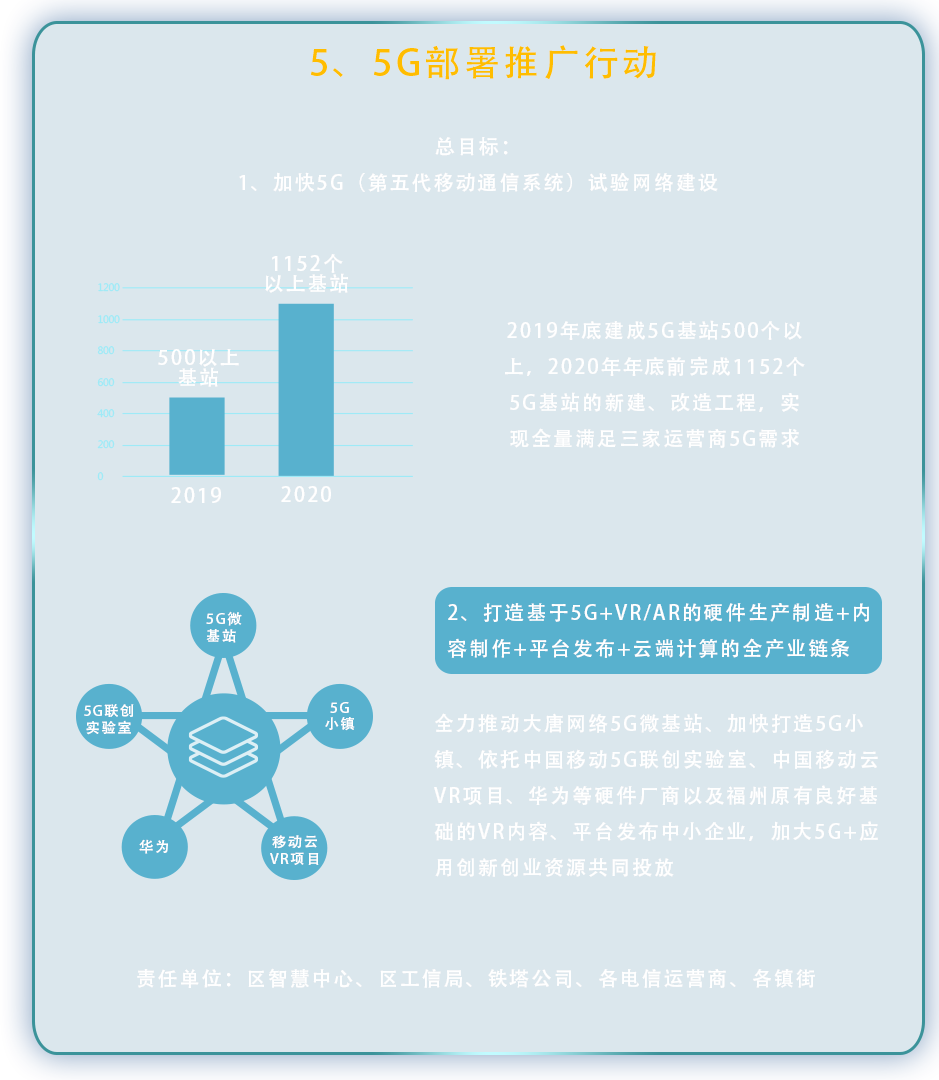 5、5G部署推广行动
总目标：
1、加快5G（第五代移动通信系统）试验网络建设
1152个
以上基站
1200
1000
800
600
400
200
0
500以上
基站
2019
2020
2019年底建成5G基站500个以
上，2020年年底前完成1152个
5G基站的新建、改造工程，实
现全量满足三家运营商5G需求
5G微
基站
5G联创
实验室
5G
小镇
华为
移动云
VR项目
2、打造基于5G+VR/AR的硬件生产制造+内
容制作+平台发布+云端计算的全产业链条
全力推动大唐网络5G微基站、加快打造5G小
镇、依托中国移动5G联创实验室、中国移动云
VR项目、华为等硬件厂商以及福州原有良好基
础的VR内容、平台发布中小企业，加大5G+应
用创新创业资源共同投放
责任单位：区智慧中心、区工信局、铁塔公司、各电信运营商、各镇街